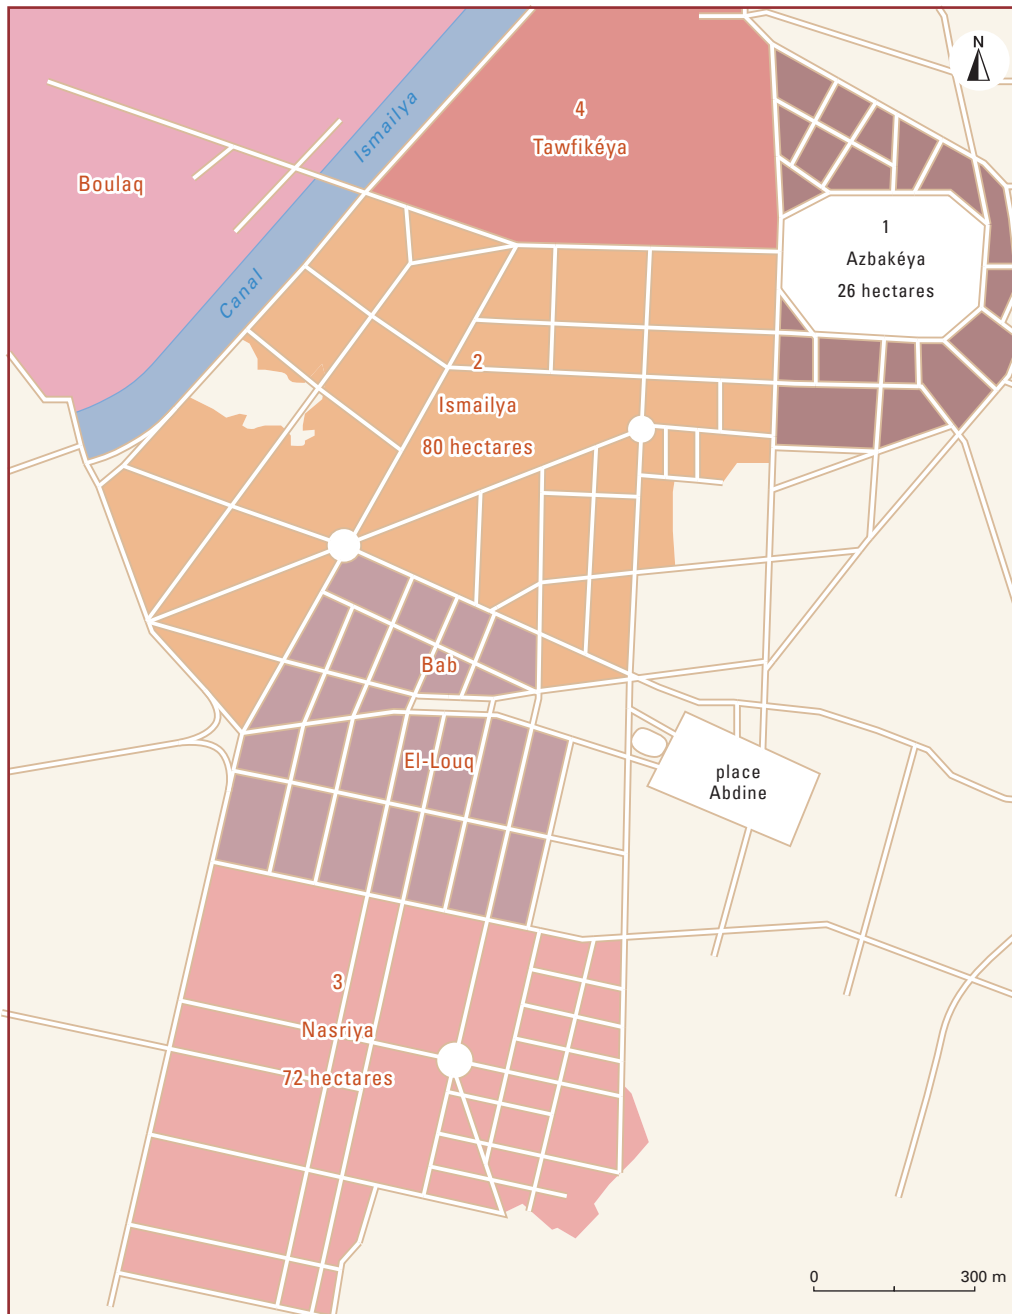 N
4
Tawfikéya
Ismailya
Boulaq
1
Azbakéya
26 hectares
Canal
2
Ismailya
80 hectares
Bab
El-Louq
place
Abdine
3
Nasriya
72 hectares
0
300 m